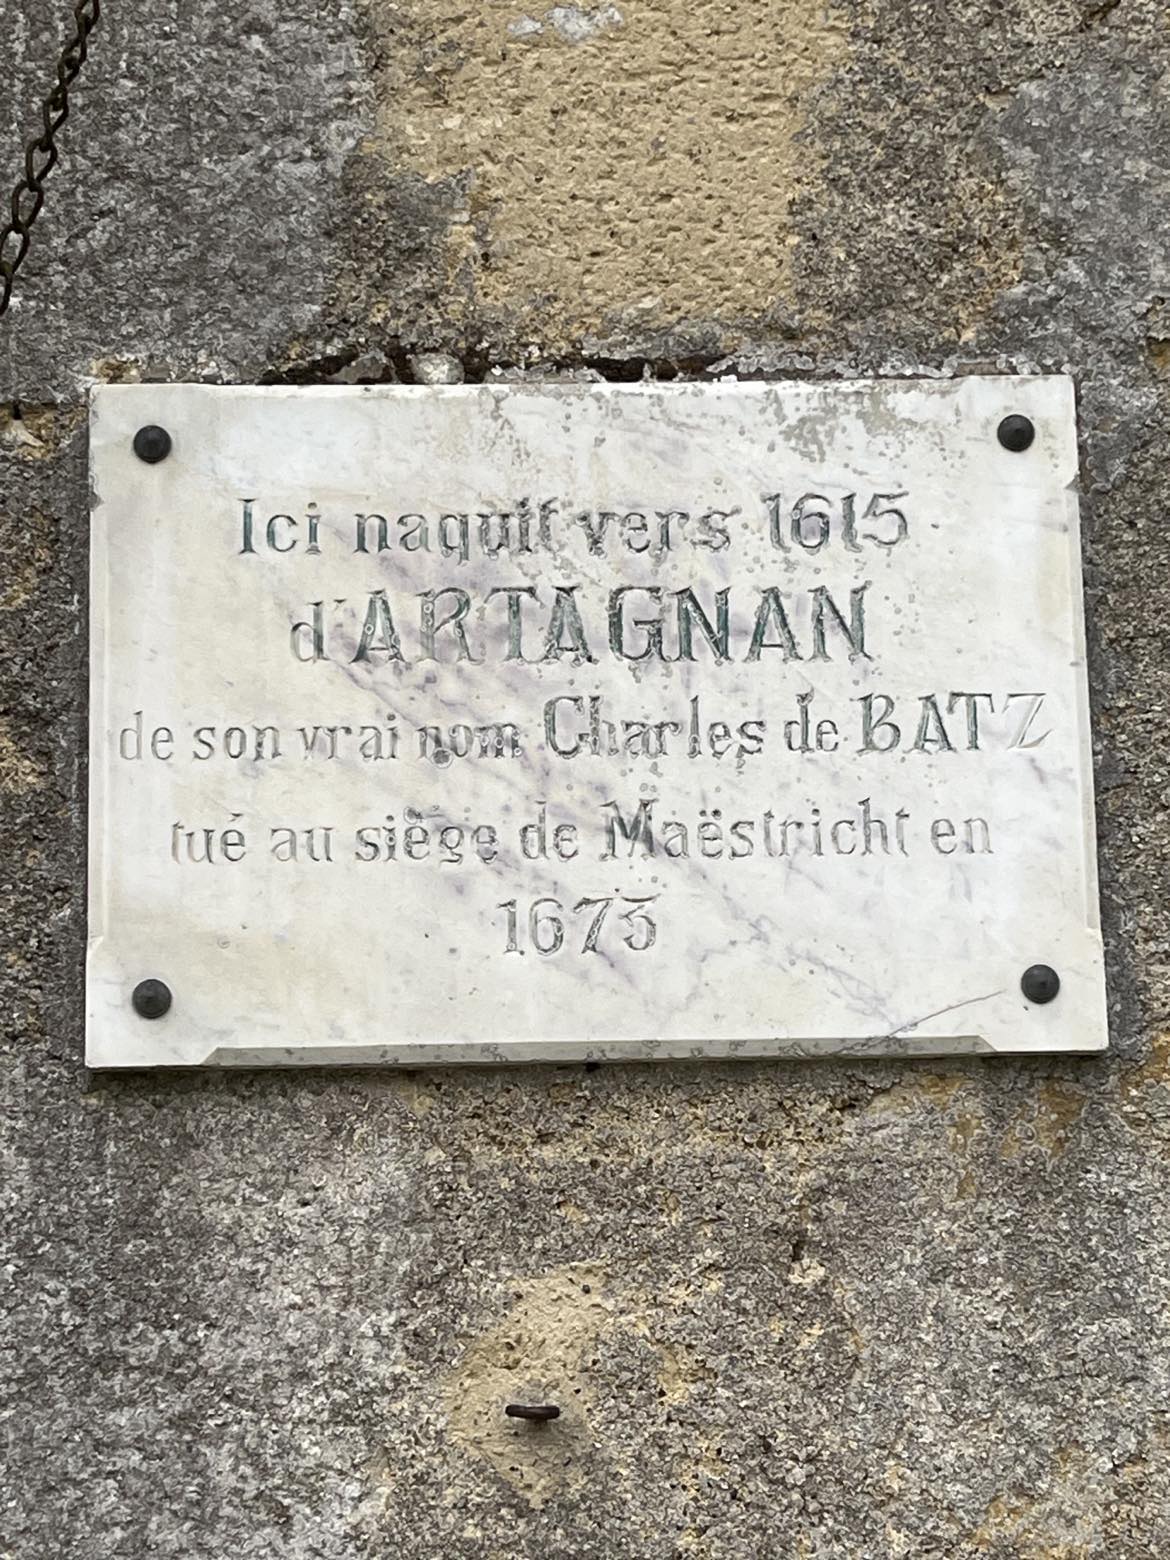 Ici naquit vers 1615
d'ARTAGNAN
de son vrai nom Charles de BATZ
tué au siège de Maëstricht en
1673